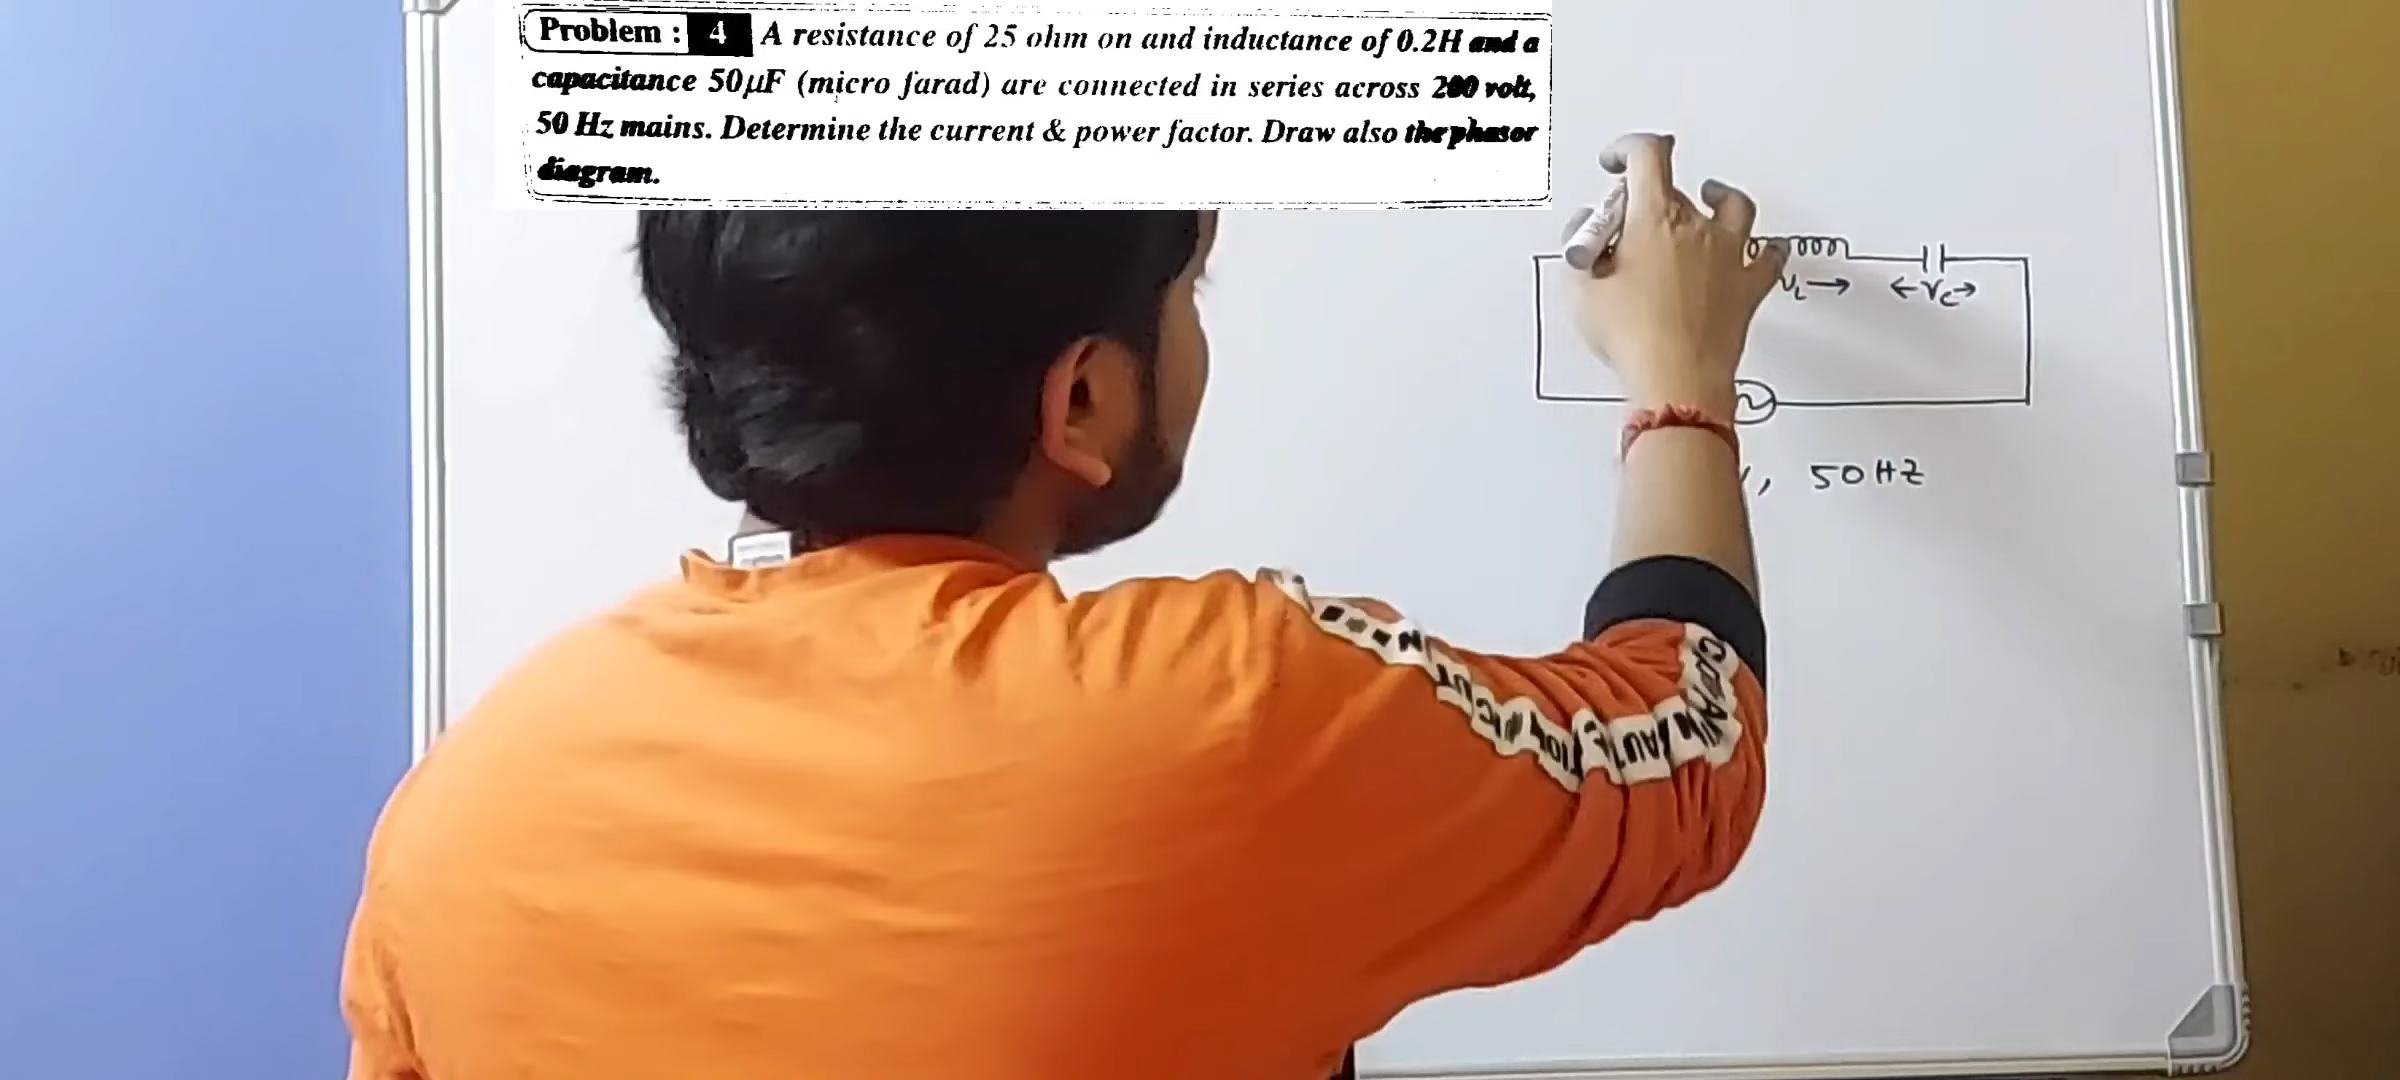 Problem : 4 A resistance of 25 ohm on and inductance of 0.2H and a
capacitance 50µF (micro farad) are connected in series across 200 volt,
50 Hz mains. Determine the current & power factor. Draw also the phasor
diagram.
V_L → ← V_C →
, 50HZ